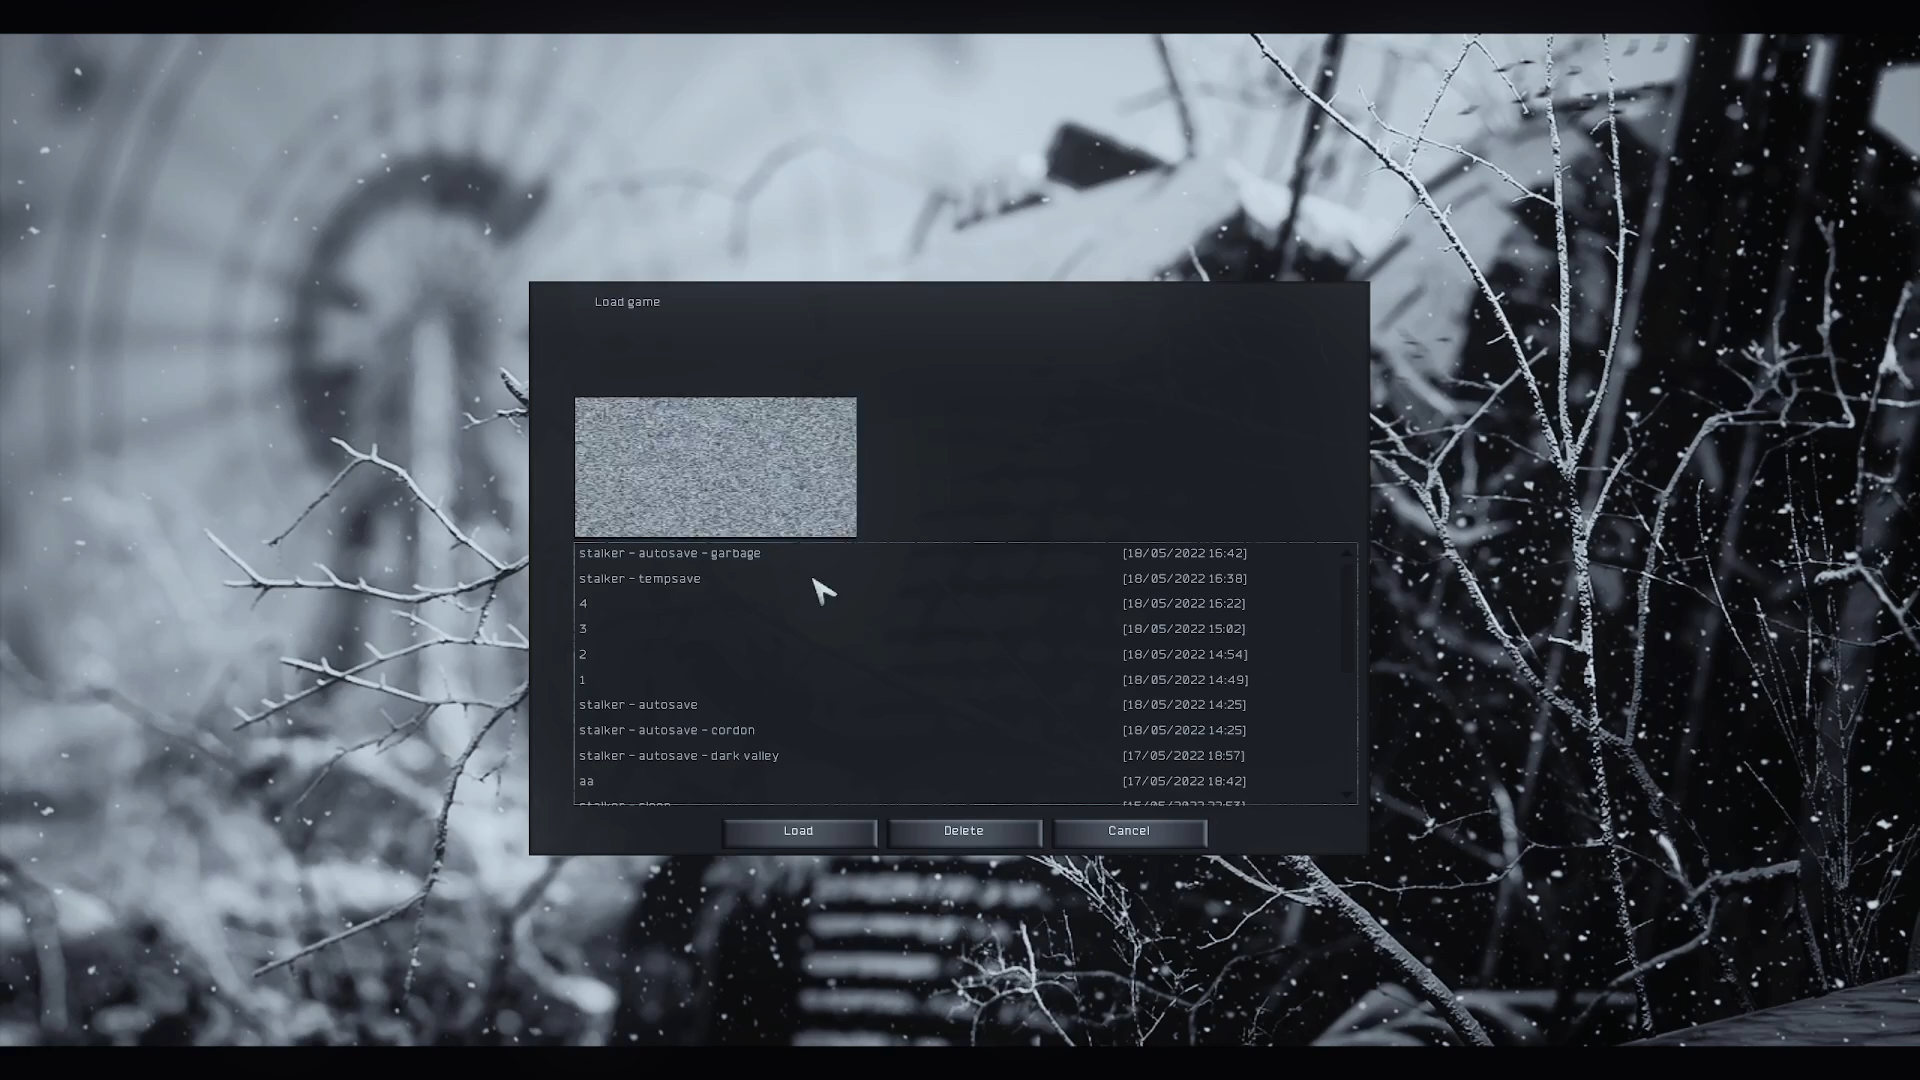 Load game
stalker - autosave - garbage [18/05/2022 16:42]
stalker - tempsave [18/05/2022 16:38]
4 [18/05/2022 16:22]
3 [18/05/2022 15:02]
2 [18/05/2022 14:54]
1 [18/05/2022 14:49]
stalker - autosave [18/05/2022 14:25]
stalker - autosave - cordon [18/05/2022 14:25]
stalker - autosave - dark valley [17/05/2022 18:57]
aa [17/05/2022 18:42]
stalker
Load Delete Cancel